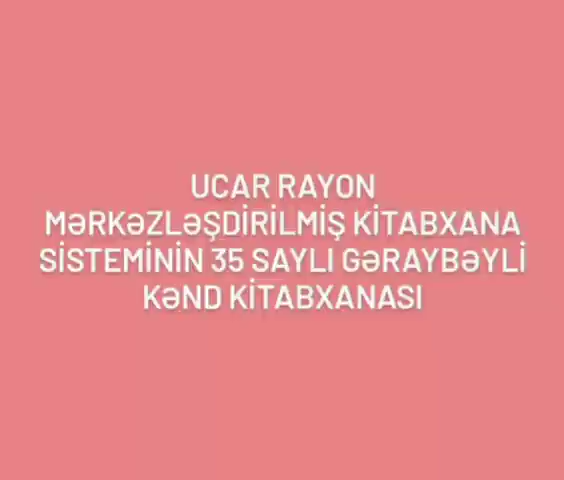 UCAR RAYON
MƏRKƏZLƏŞDİRİLMİŞ KİTABXANA
SİSTEMİNİN 35 SAYLI GƏRAYBƏYLİ
KƏND KİTABXANASI